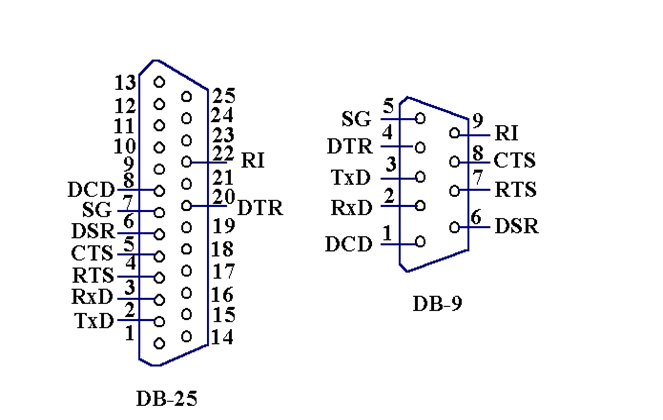 13
25
12
24
11
23
10
22 RI
9
21
DCD 8
20 DTR
SG 7
19
DSR 6
18
CTS 5
17
RTS 4
16
RxD 3
15
TxD 2
14
1
DB-25
SG 5
9 RI
DTR 4
8 CTS
TxD 3
7 RTS
RxD 2
6 DSR
DCD 1
DB-9